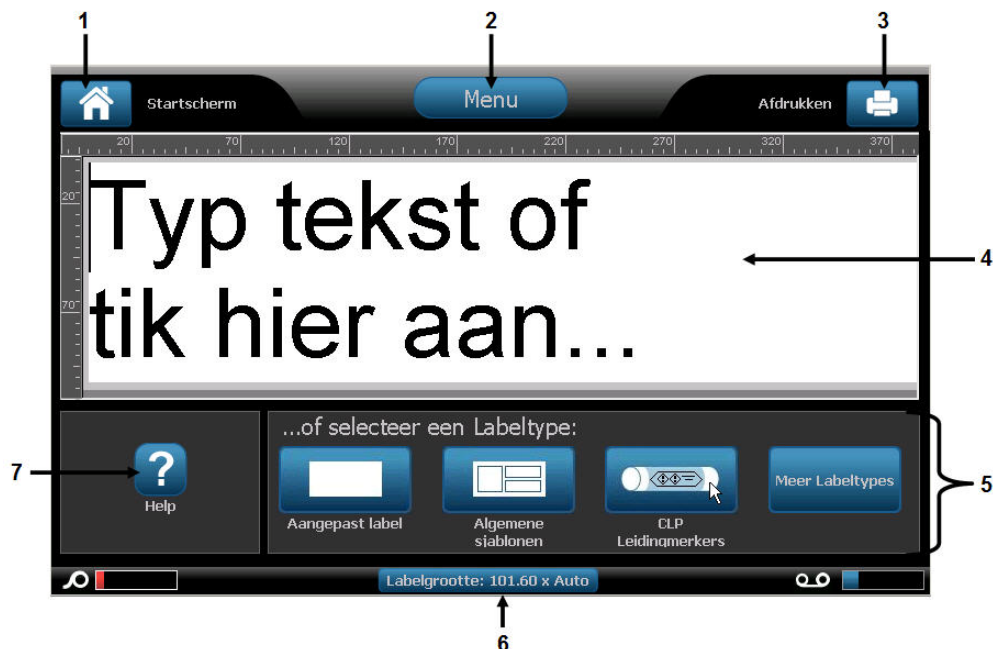 1 2 3
Startscherm Menu Afdrukken
20 70 120 170 220 270 320 370
20
Typ tekst of
4
70
tik hier aan...
...of selecteer een Labeltype:
7 ? Meer Labeltypes 5
Help
Aangepast label Algemene CLP
sjablonen Leidingmerkers
Labelgrootte: 101.60 x Auto
6